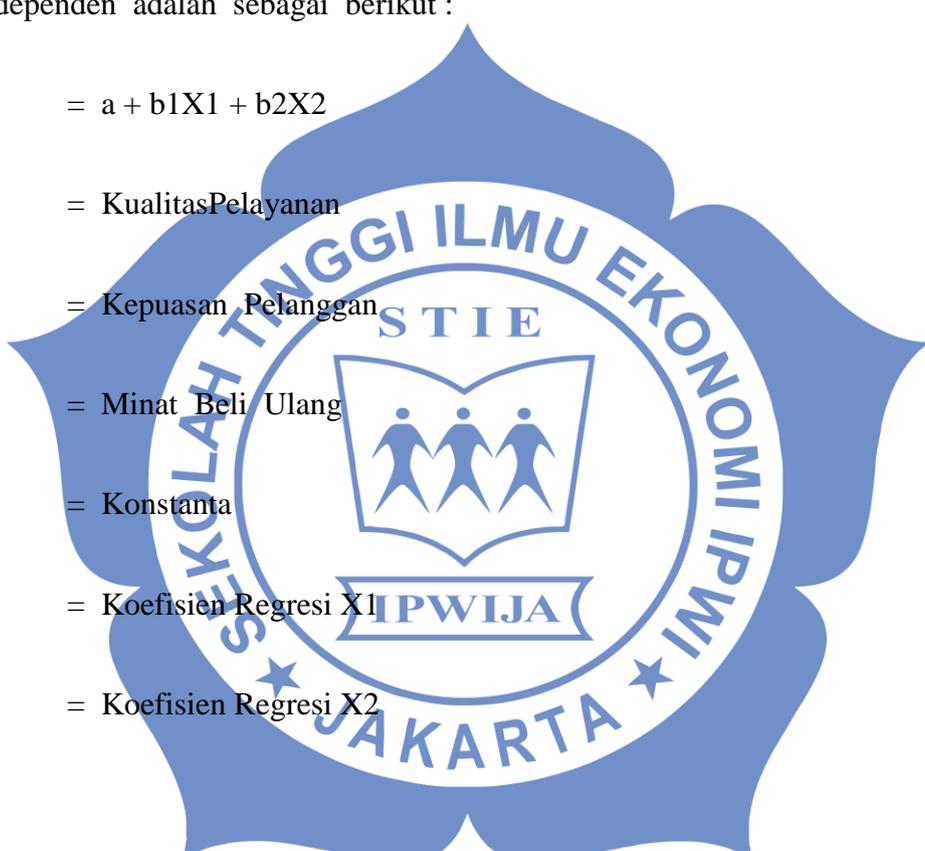 dependen adalah sebagai berikut :
= a + b1X1 + b2X2
= KualitasPelayanan
= Kepuasan Pelanggan
= Minat Beli Ulang
= Konstanta
= Koefisien Regresi X1
= Koefisien Regresi X2
SEKOLAH TINGGI ILMU EKONOMI IPWI
STIE
IPWIJA
JAKARTA